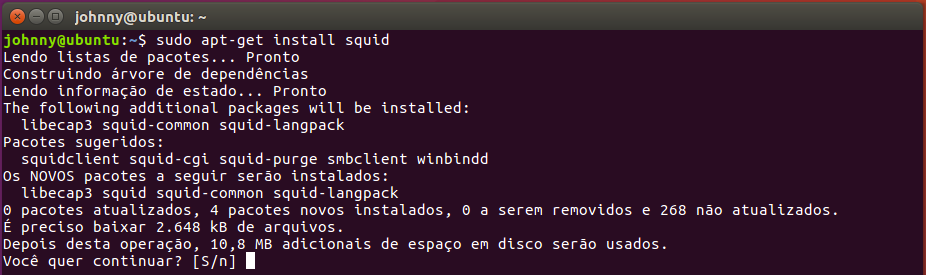 johnny@ubuntu: ~
johnny@ubuntu:~$ sudo apt-get install squid
Lendo listas de pacotes... Pronto
Construindo árvore de dependências
Lendo informação de estado... Pronto
The following additional packages will be installed:
  libecap3 squid-common squid-langpack
Pacotes sugeridos:
  squidclient squid-cgi squid-purge smbclient winbindd
Os NOVOS pacotes a seguir serão instalados:
  libecap3 squid squid-common squid-langpack
0 pacotes atualizados, 4 pacotes novos instalados, 0 a serem removidos e 268 não atualizados.
É preciso baixar 2.648 kB de arquivos.
Depois desta operação, 10,8 MB adicionais de espaço em disco serão usados.
Você quer continuar? [S/n]